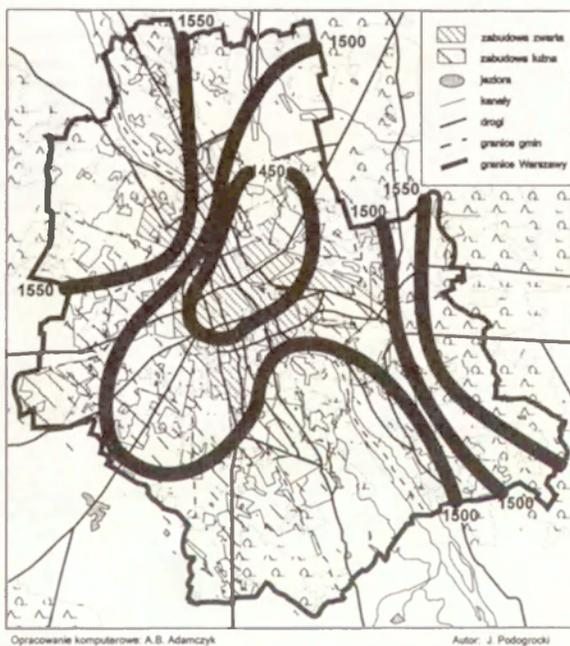 1550
1500
1450
1550
1500
1550
1500
1500
zabudowa zwarta
zabudowa luźna
jeziora
kanały
drogi
granice gmin
granice Warszawy
Opracowanie komputerowe: A.B. Adamczyk
Autor: J. Podogrocki